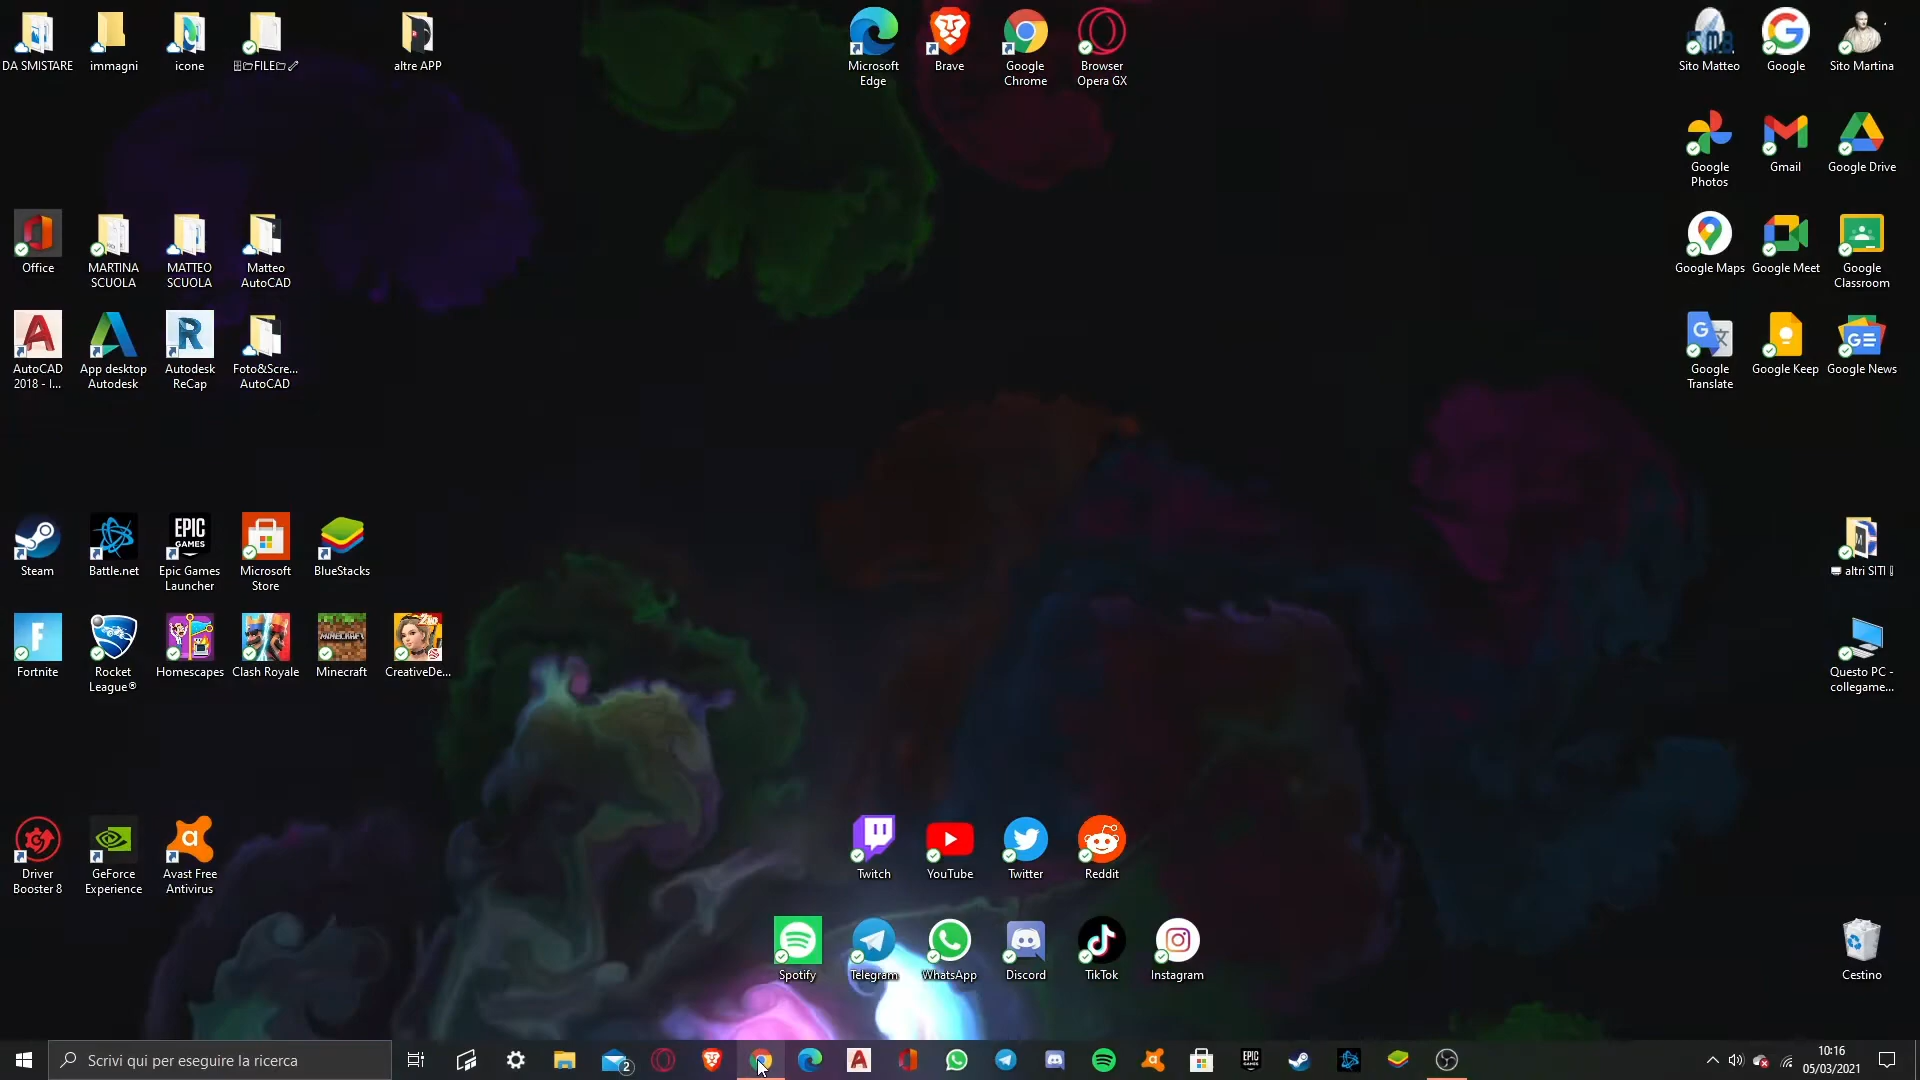 DA SMISTARE
immagni
icone
FILE
altre APP
Microsoft
Edge
Brave
Google
Chrome
Browser
Opera GX
Sito Matteo
Google
Sito Martina
Google
Photos
Gmail
Google Drive
Office
MARTINA
SCUOLA
MATTEO
SCUOLA
Matteo
AutoCAD
Google Maps
Google Meet
Google
Classroom
AutoCAD
2018 - I...
App desktop
Autodesk
Autodesk
ReCap
Foto&Scre...
AutoCAD
Google
Translate
Google Keep
Google News
EPIC
GAMES
Steam
Battle.net
Epic Games
Launcher
Microsoft
Store
BlueStacks
altri SITI
MINECRAFT
Fortnite
Rocket
League®
Homescapes
Clash Royale
Minecraft
CreativeDe...
Questo PC -
collegame...
Driver
Booster 8
GeForce
Experience
Avast Free
Antivirus
Twitch
YouTube
Twitter
Reddit
Spotify
Telegram
WhatsApp
Discord
TikTok
Instagram
Cestino
Scrivi qui per eseguire la ricerca
2
EPIC
10:16
05/03/2021